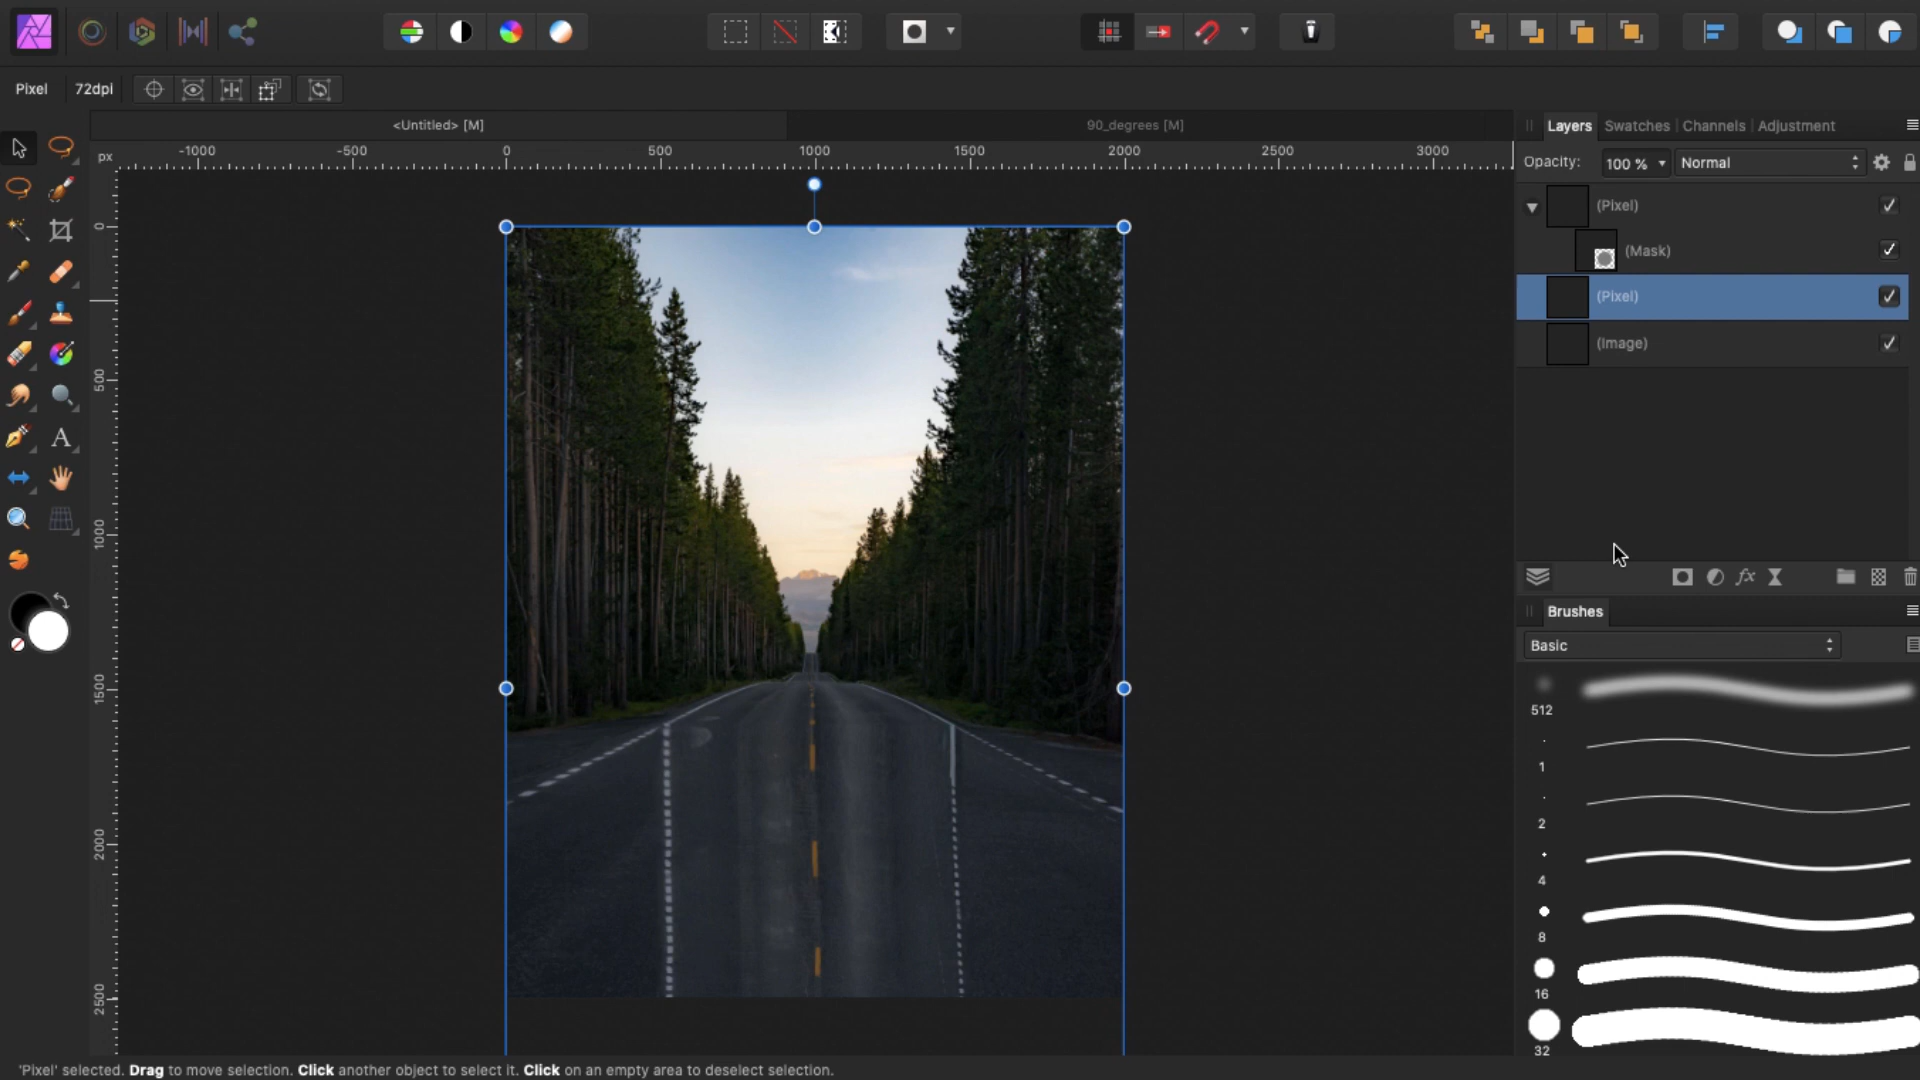 Pixel 72dpi
<Untitled> [M] 90_degrees [M]
px -1000 -500 0 500 1000 1500 2000 2500 3000
0
500
1000
1500
2000
2500
Layers Swatches Channels Adjustment
Opacity: 100 % Normal
(Pixel)
(Mask)
(Pixel)
(Image)
fx
Brushes
Basic
512
1
2
4
8
16
32
A
'Pixel' selected. Drag to move selection. Click another object to select it. Click on an empty area to deselect selection.